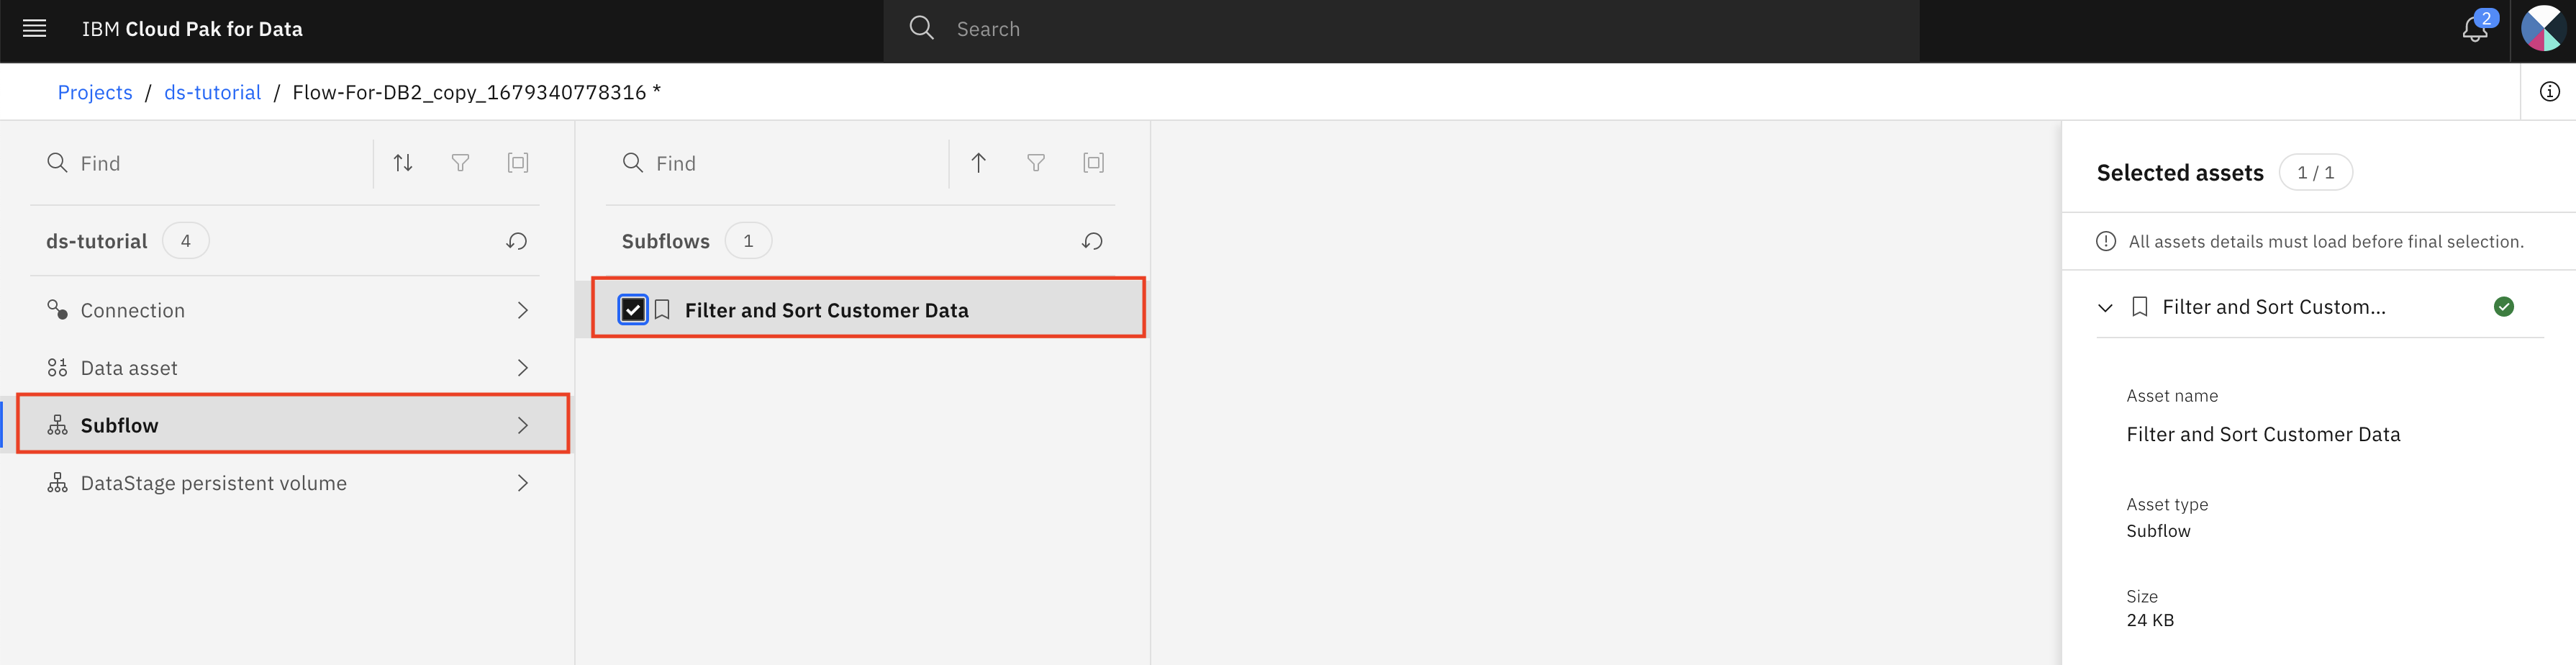 IBM Cloud Pak for Data
Search
2
Projects / ds-tutorial / Flow-For-DB2_copy_1679340778316 *
Find
ds-tutorial 4
Connection
Data asset
Subflow
DataStage persistent volume
Find
Subflows 1
Filter and Sort Customer Data
Selected assets 1 / 1
All assets details must load before final selection.
Filter and Sort Custom...
Asset name
Filter and Sort Customer Data
Asset type
Subflow
Size
24 KB